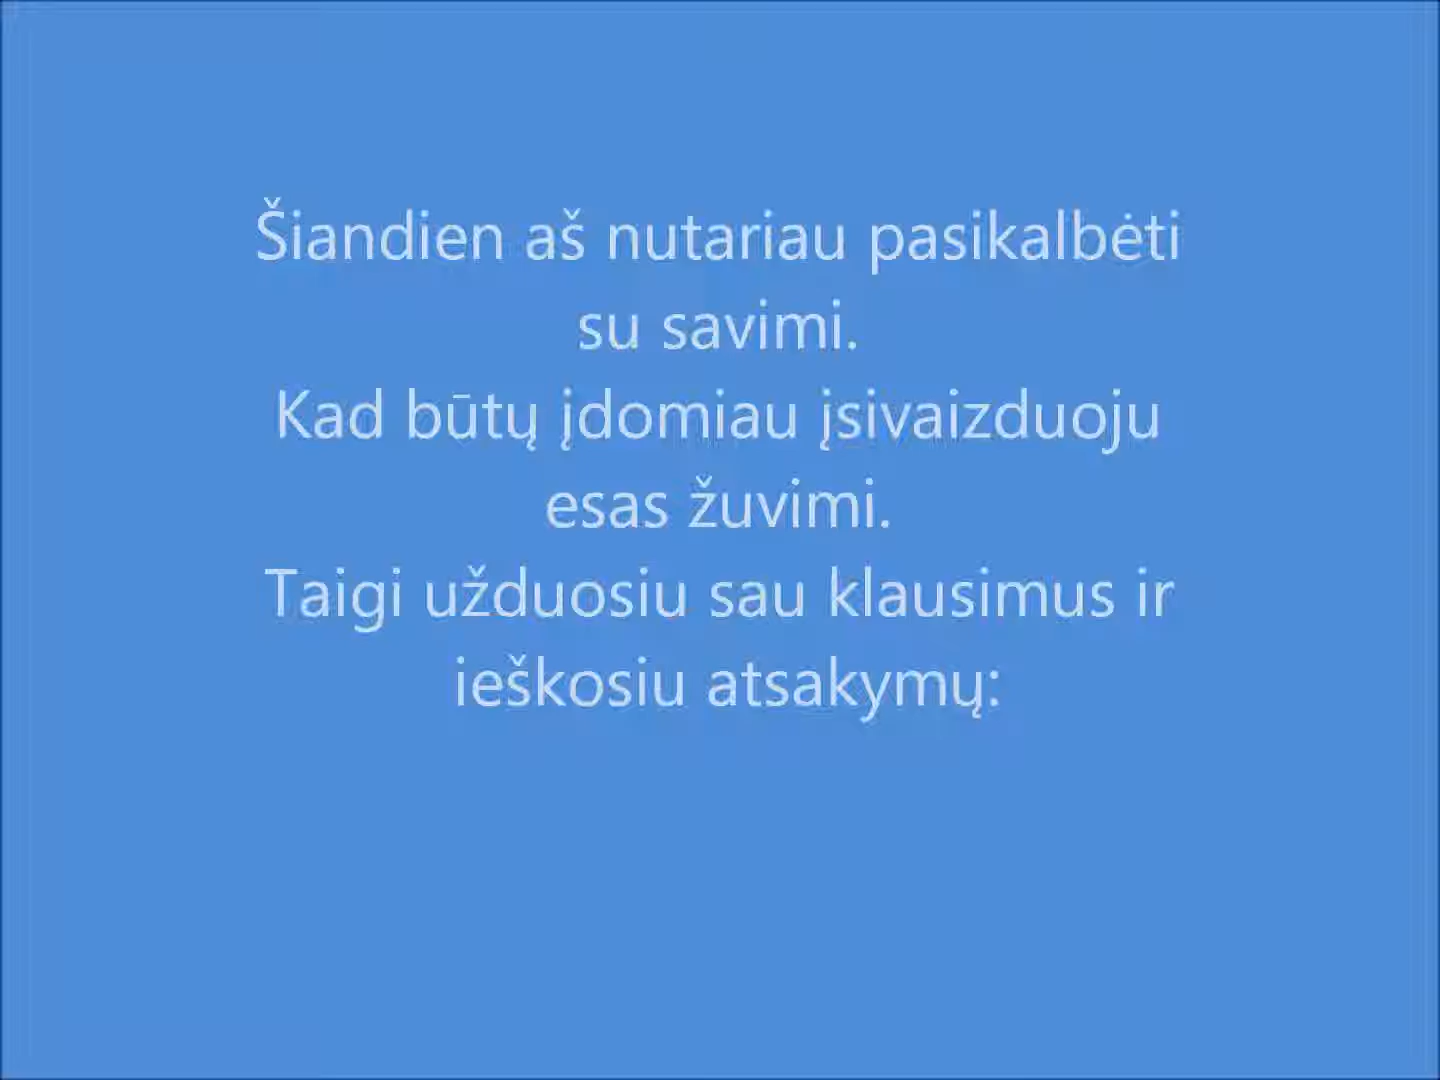 Šiandien aš nutariau pasikalbėti
su savimi.
Kad būtų įdomiau įsivaizduoju
esas žuvimi.
Taigi užduosiu sau klausimus ir
ieškosiu atsakymų: